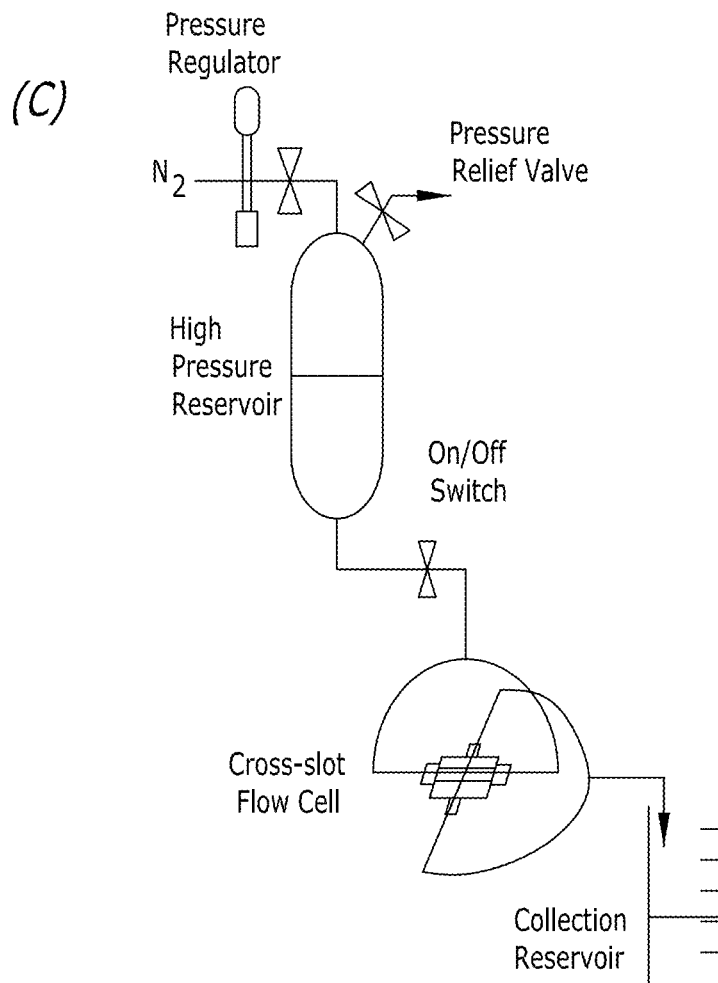 Pressure
Regulator
(C)
Pressure
Relief Valve
N2
High
Pressure
Reservoir
On/Off
Switch
Cross-slot
Flow Cell
Collection
Reservoir